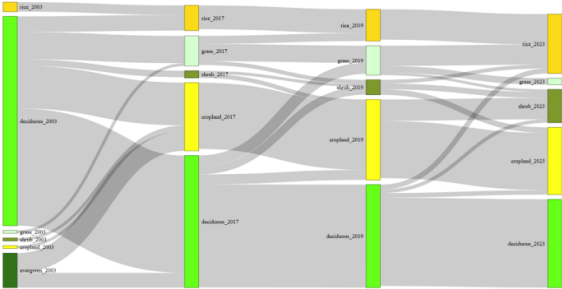 rice_2003
deciduous_2003
grass_2003
shrub_2003
cropland_2003
evergreen_2003
rice_2017
grass_2017
shrub_2017
cropland_2017
deciduous_2017
rice_2019
grass_2019
shrub_2019
cropland_2019
deciduous_2019
rice_2023
grass_2023
shrub_2023
cropland_2023
deciduous_2023